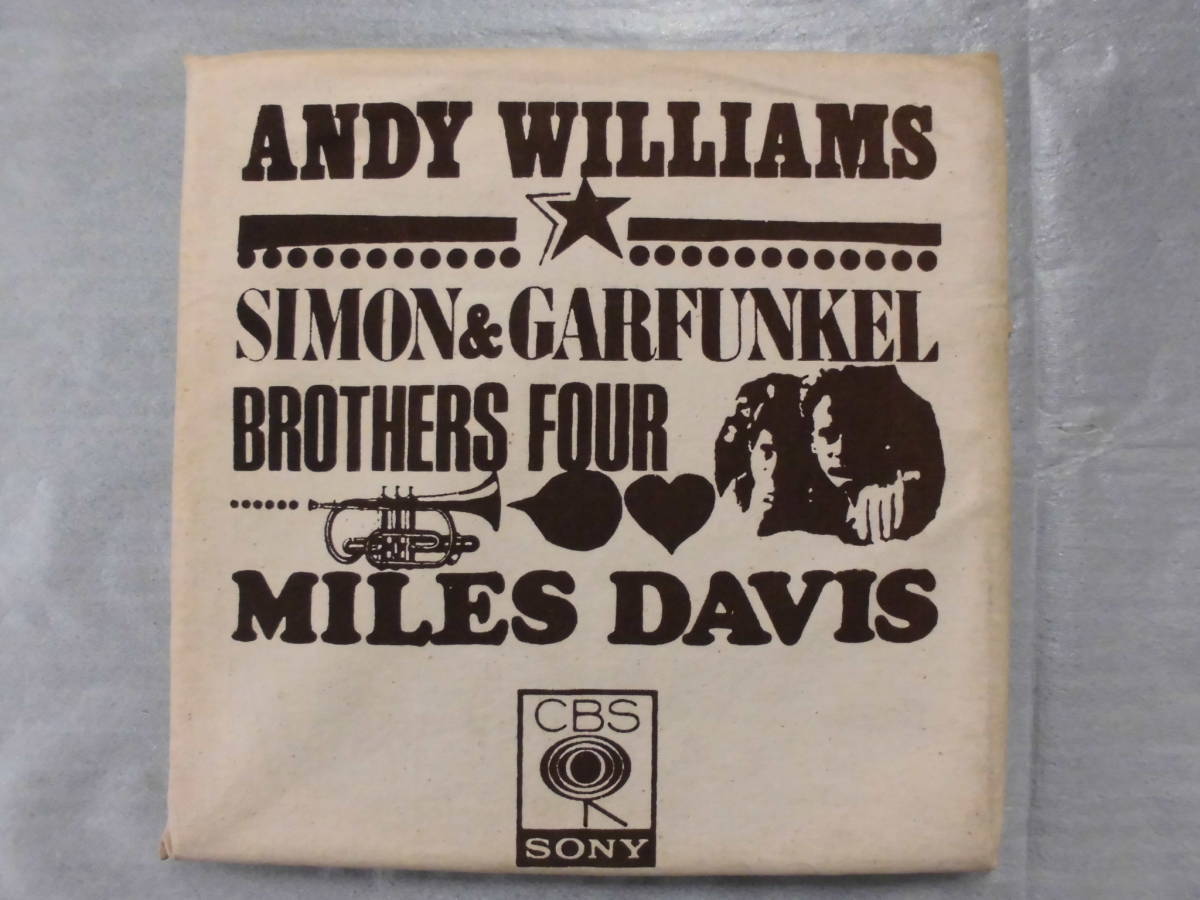 ANDY WILLIAMS
SIMON & GARFUNKEL
BROTHERS FOUR
MILES DAVIS
CBS
SONY